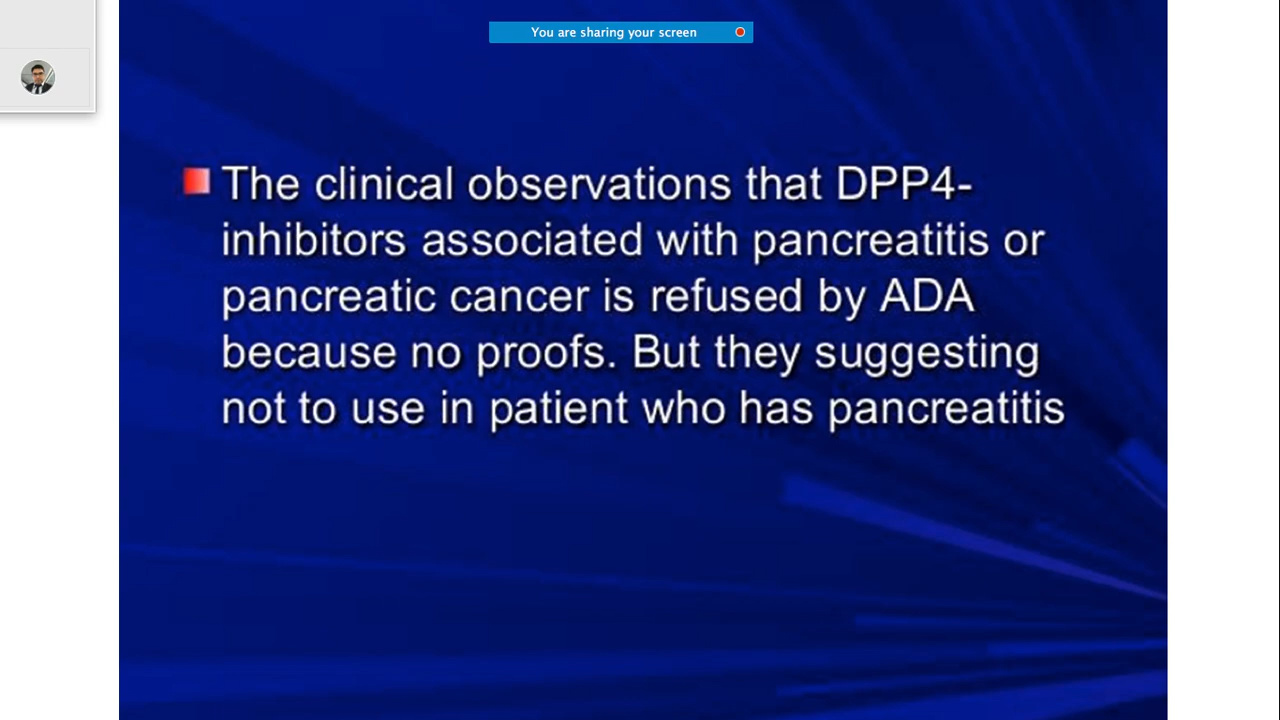 You are sharing your screen
The clinical observations that DPP4-
inhibitors associated with pancreatitis or
pancreatic cancer is refused by ADA
because no proofs. But they suggesting
not to use in patient who has pancreatitis